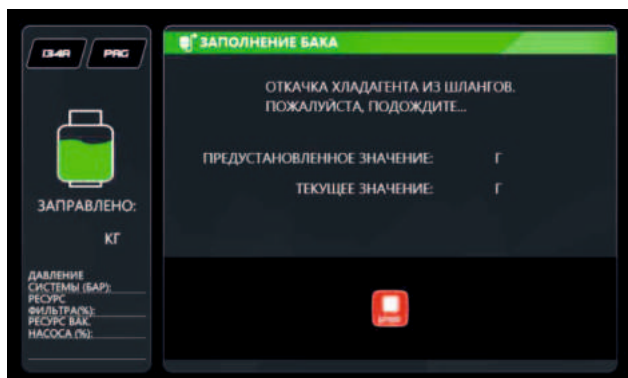 134A PAG
ЗАПОЛНЕНИЕ БАКА
ОТКАЧКА ХЛАДАГЕНТА ИЗ ШЛАНГОВ.
ПОЖАЛУЙСТА, ПОДОЖДИТЕ...
ПРЕДУСТАНОВЛЕННОЕ ЗНАЧЕНИЕ: Г
ТЕКУЩЕЕ ЗНАЧЕНИЕ: Г
ЗАПРАВЛЕНО:
КГ
ДАВЛЕНИЕ
СИСТЕМЫ (БАР):
РЕСУРС
ФИЛЬТРА(%):
РЕСУРС ВАК.
НАСОСА (%):